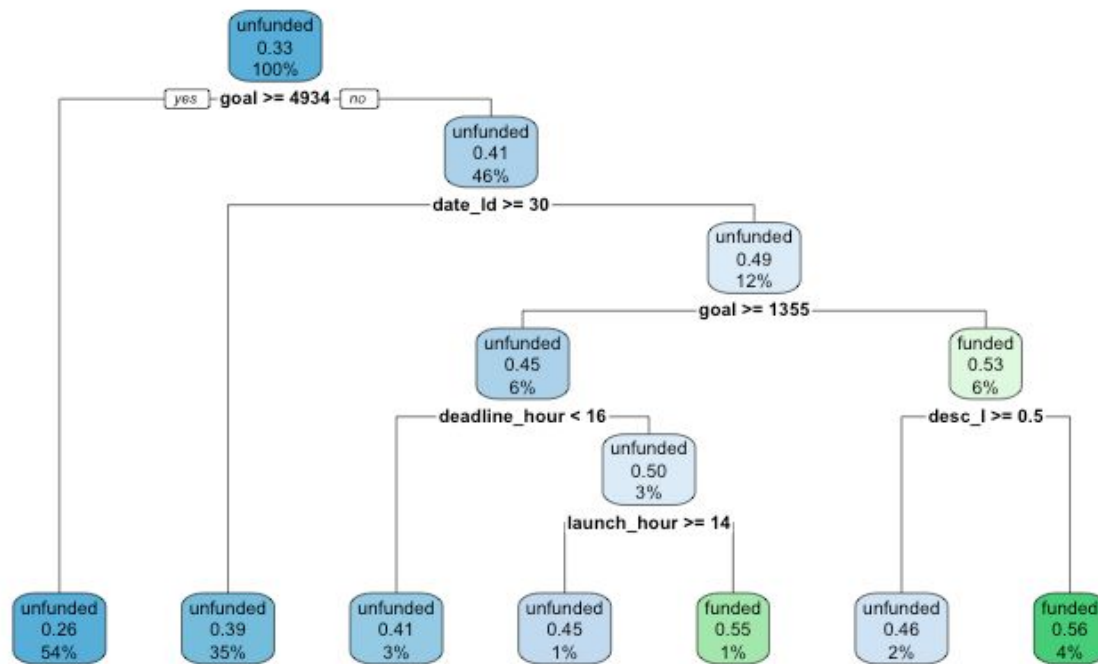 unfunded
0.33
100%
yes goal >= 4934 no
unfunded
0.41
46%
date_ld >= 30
unfunded
0.49
12%
goal >= 1355
unfunded
0.45
6%
funded
0.53
6%
deadline_hour < 16
desc_l >= 0.5
unfunded
0.50
3%
launch_hour >= 14
unfunded
0.26
54%
unfunded
0.39
35%
unfunded
0.41
3%
unfunded
0.45
1%
funded
0.55
1%
unfunded
0.46
2%
funded
0.56
4%